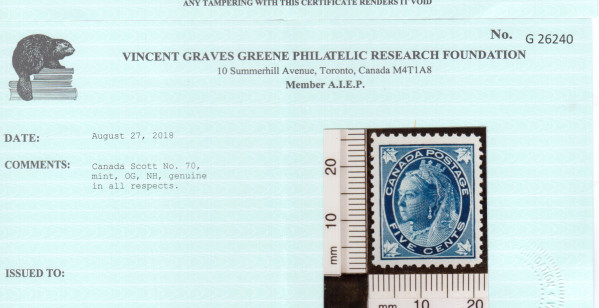 ANY TAMPERING WITH THIS CERTIFICATE RENDERS IT VOID
No. G 26240
VINCENT GRAVES GREENE PHILATELIC RESEARCH FOUNDATION
10 Summerhill Avenue, Toronto, Canada M4T1A8
Member A.I.E.P.
DATE: August 27, 2018
COMMENTS: Canada Scott No. 70,
mint, OG, NH, genuine
in all respects.
CANADA POSTAGE
FIVE CENTS
mm 10 20
mm 10 20
ISSUED TO: